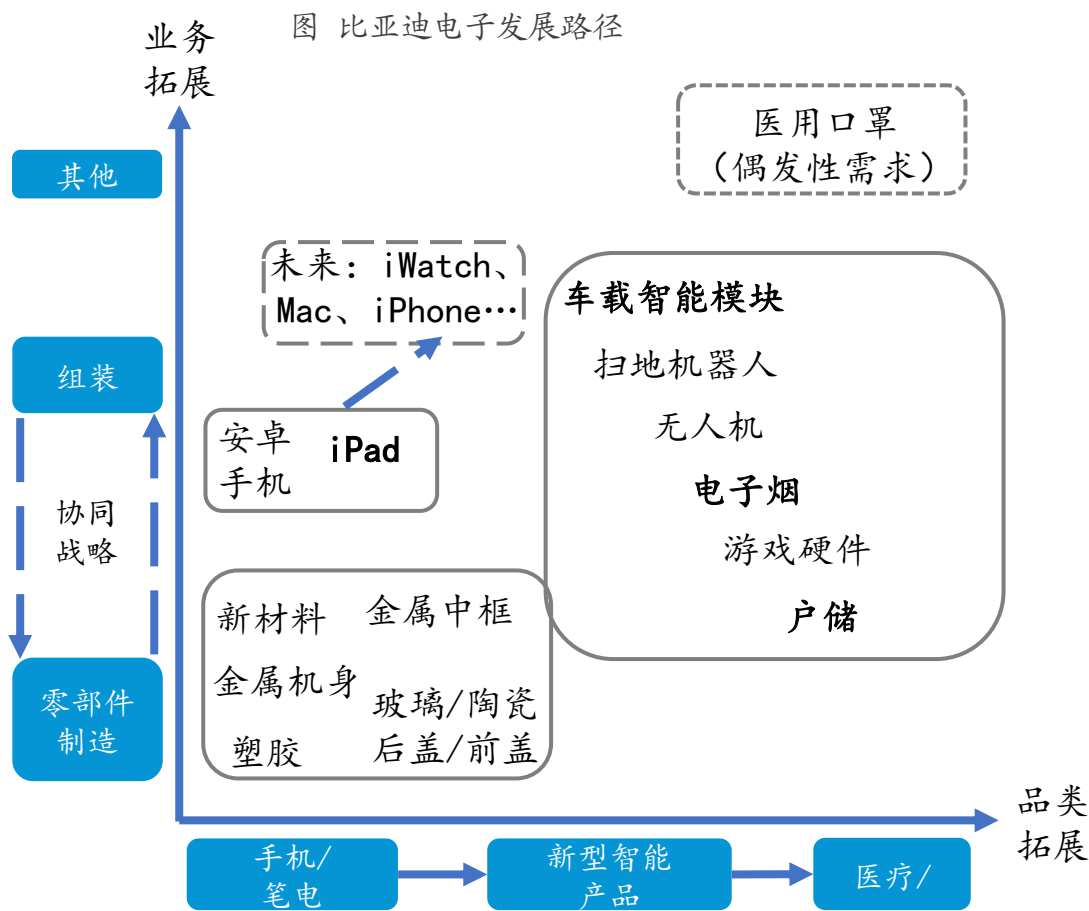 图 比亚迪电子发展路径
业务
拓展
医用口罩
（偶发性需求）
其他
未来：iWatch、
Mac、iPhone…
车载智能模块
扫地机器人
无人机
电子烟
游戏硬件
户储
组装
安卓
手机
iPad
协同
战略
新材料
金属中框
金属机身
玻璃/陶瓷
后盖/前盖
塑胶
零部件
制造
品类
拓展
手机/
笔电
新型智能
产品
医疗/